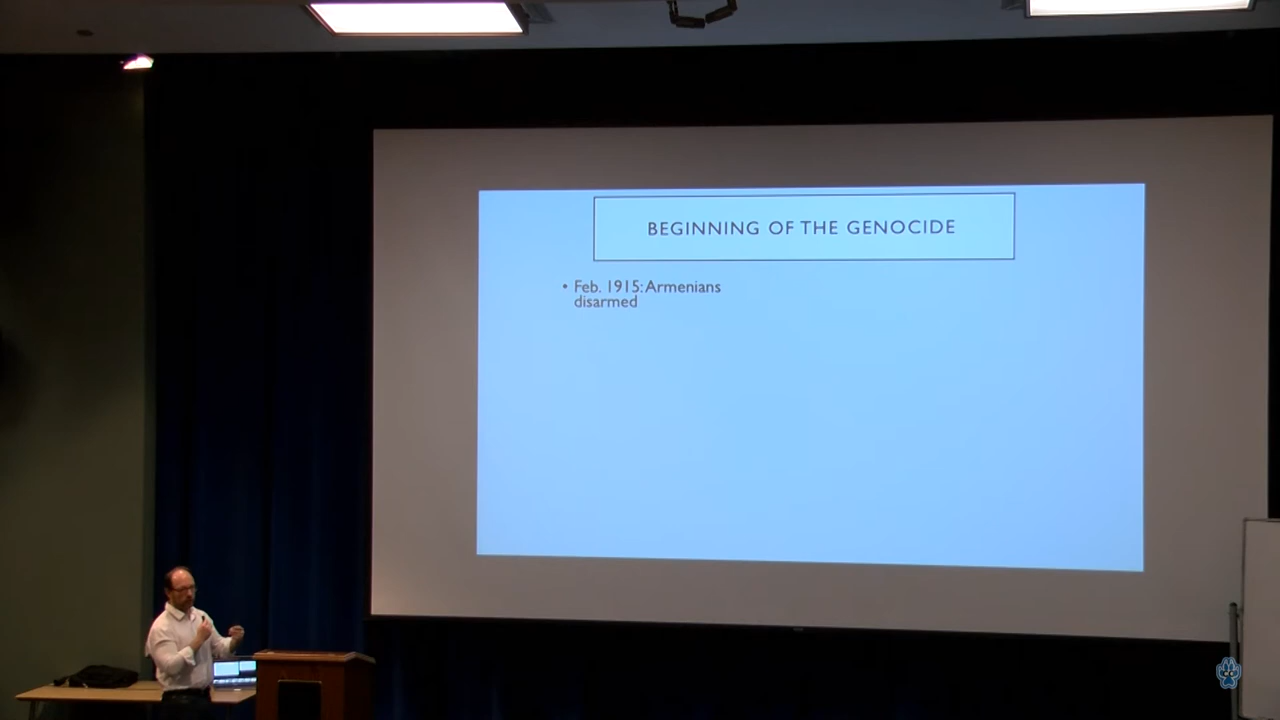 BEGINNING OF THE GENOCIDE
• Feb. 1915: Armenians
disarmed